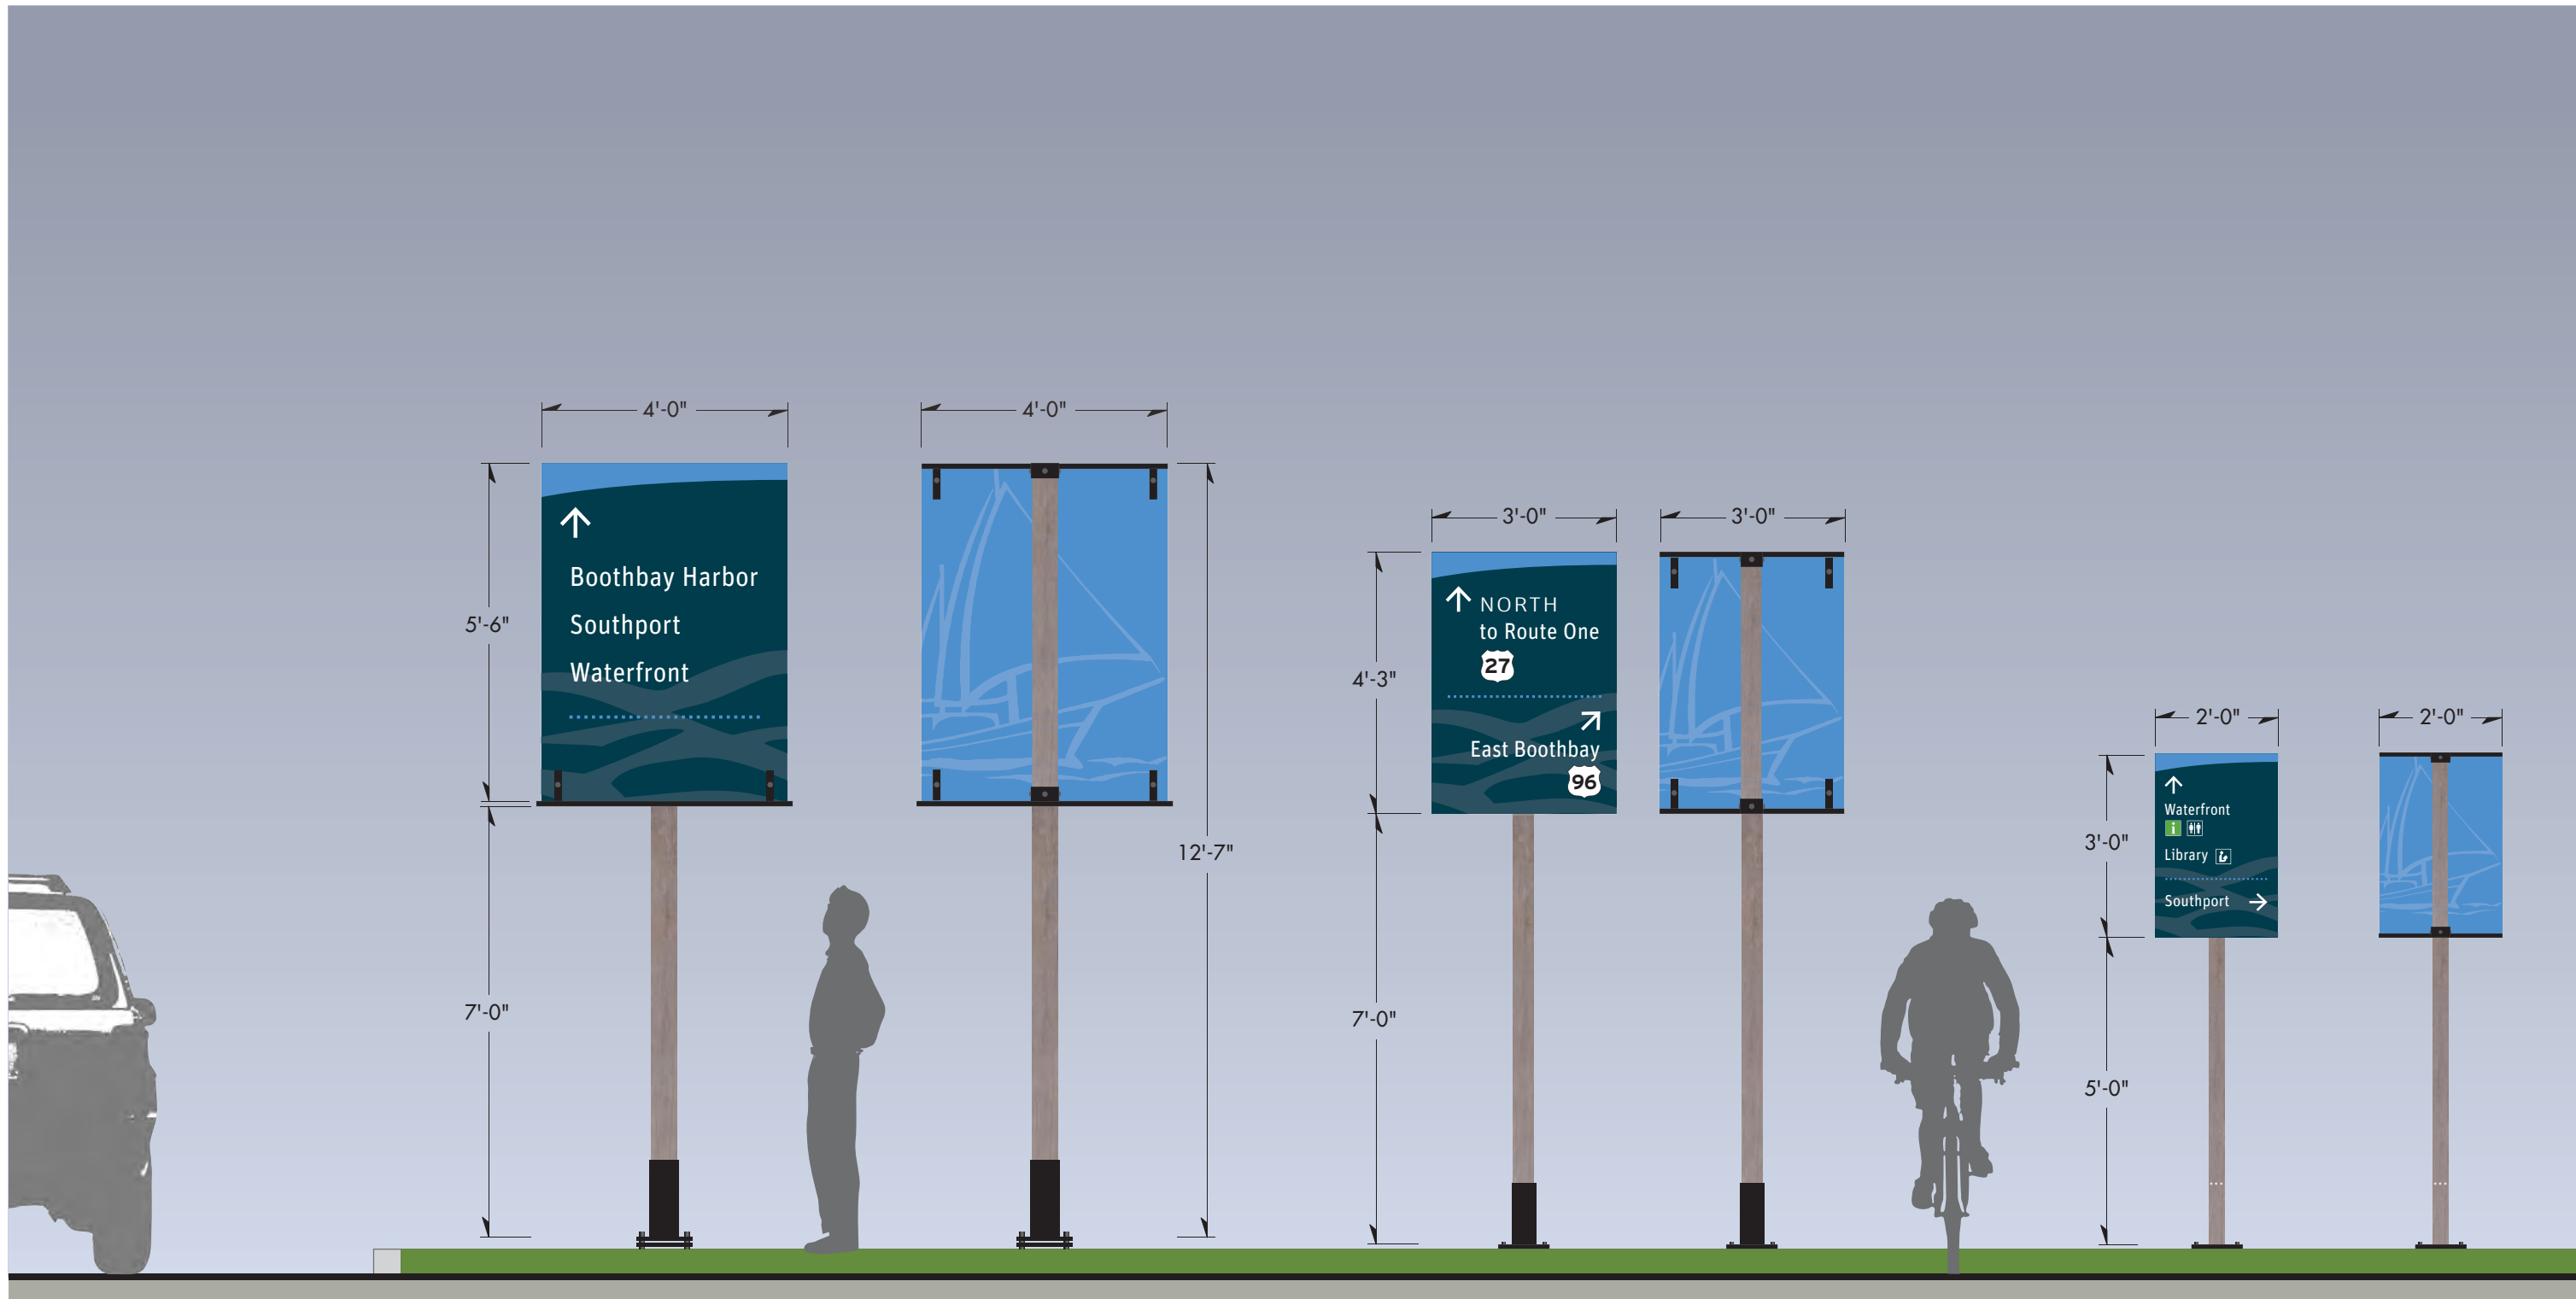 4'-0"
4'-0"
5'-6"
7'-0"
12'-7"
Boothbay Harbor
Southport
Waterfront
3'-0"
3'-0"
4'-3"
7'-0"
NORTH
to Route One
27
East Boothbay
96
2'-0"
2'-0"
3'-0"
5'-0"
Waterfront
i
Library
Southport